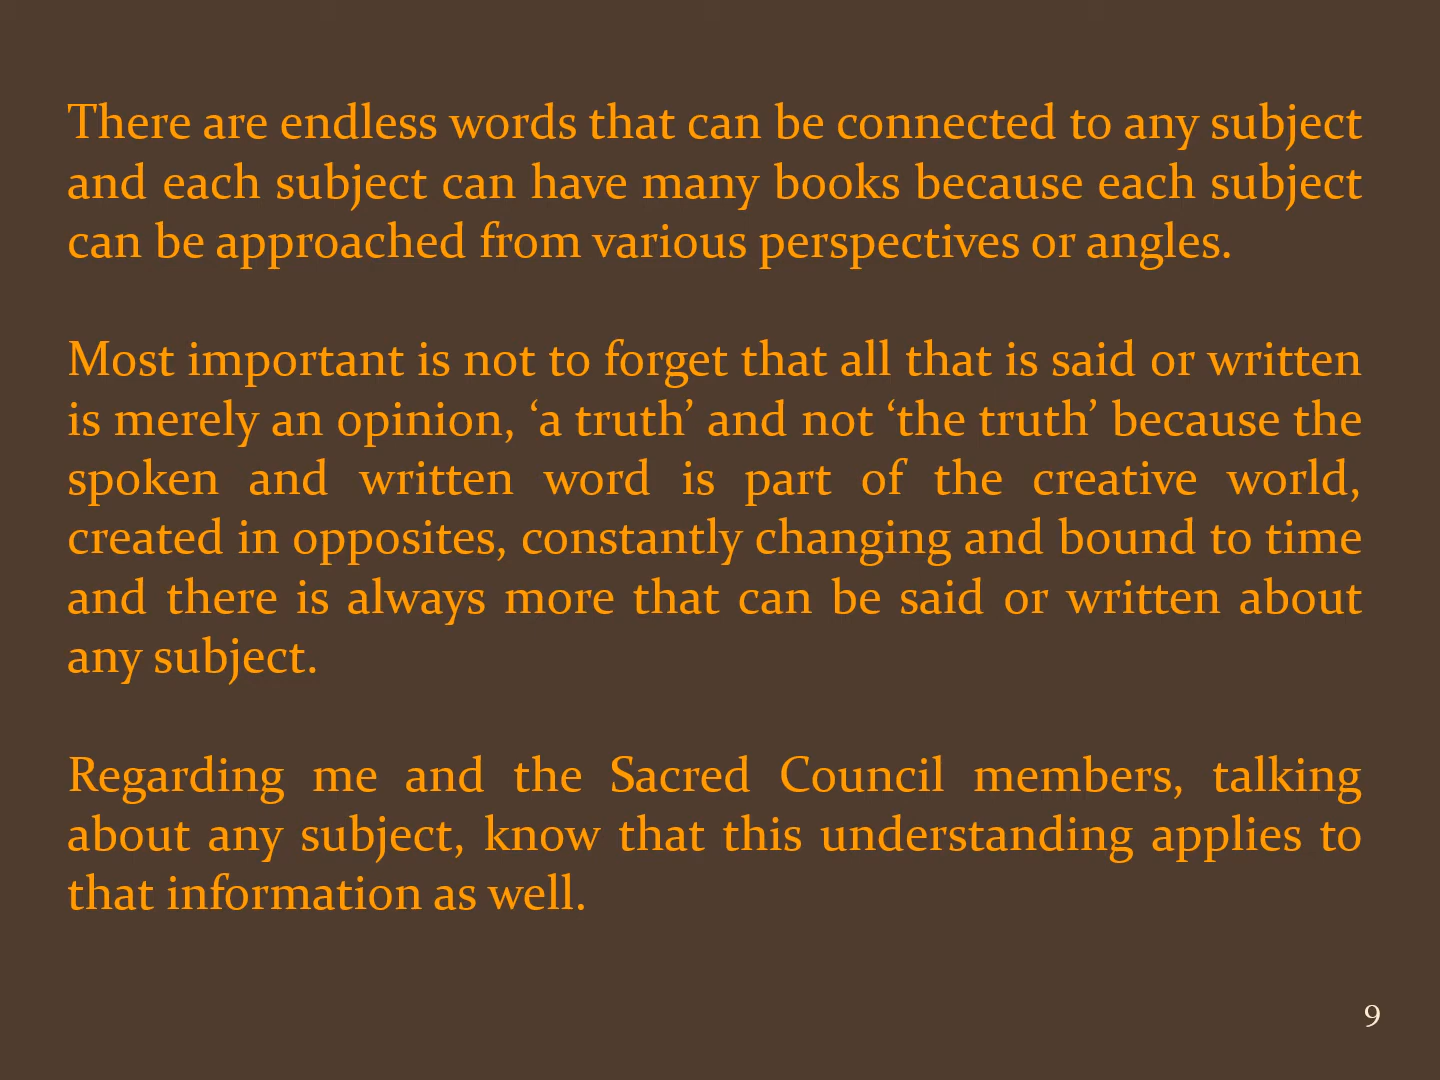 There are endless words that can be connected to any subject
and each subject can have many books because each subject
can be approached from various perspectives or angles.
Most important is not to forget that all that is said or written
is merely an opinion, ‘a truth’ and not ‘the truth’ because the
spoken and written word is part of the creative world,
created in opposites, constantly changing and bound to time
and there is always more that can be said or written about
any subject.
Regarding me and the Sacred Council members, talking
about any subject, know that this understanding applies to
that information as well.
9